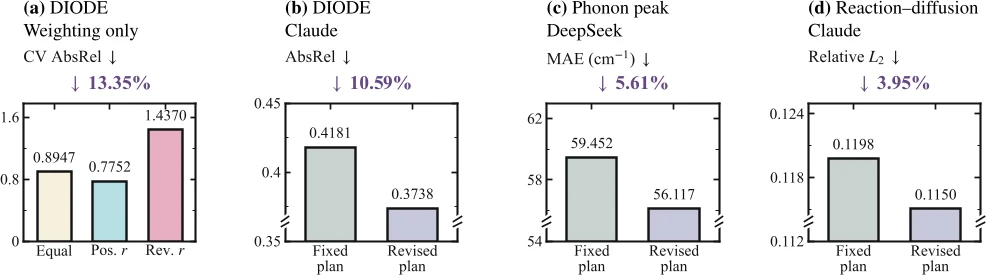 (a) DIODE
Weighting only
CV AbsRel ↓
↓ 13.35%
1.6
0.8
0
0.8947
0.7752
1.4370
Equal
Pos. r
Rev. r
(b) DIODE
Claude
AbsRel ↓
↓ 10.59%
0.45
0.4
0.35
0.4181
0.3738
Fixed
plan
Revised
plan
(c) Phonon peak
DeepSeek
MAE (cm⁻¹) ↓
↓ 5.61%
62
58
54
59.452
56.117
Fixed
plan
Revised
plan
(d) Reaction–diffusion
Claude
Relative L₂ ↓
↓ 3.95%
0.124
0.118
0.112
0.1198
0.1150
Fixed
plan
Revised
plan